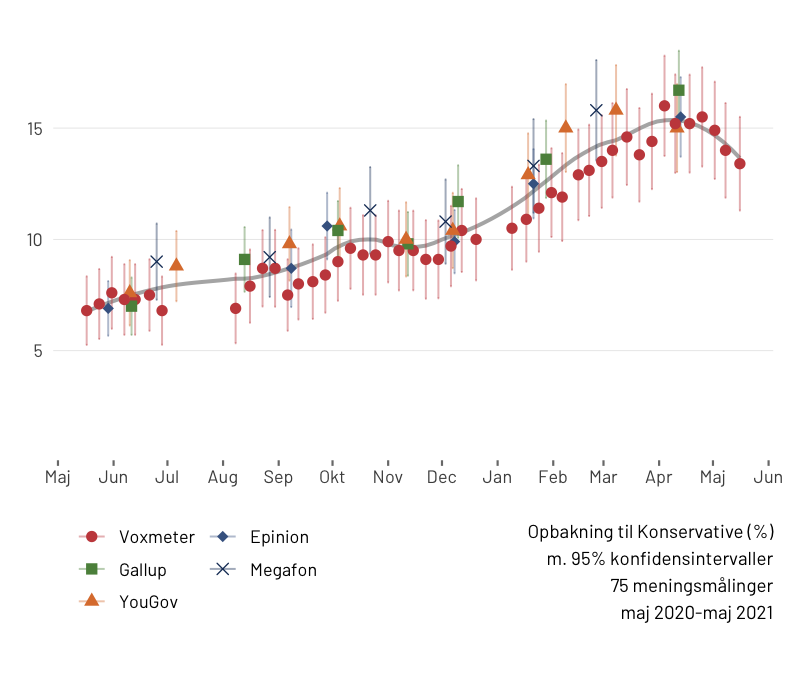 15
10
5
Maj Jun Jul Aug Sep Okt Nov Dec Jan Feb Mar Apr Maj Jun
Voxmeter
Epinion
Gallup
Megafon
YouGov
Opbakning til Konservative (%)
m. 95% konfidensintervaller
75 meningsmålinger
maj 2020-maj 2021